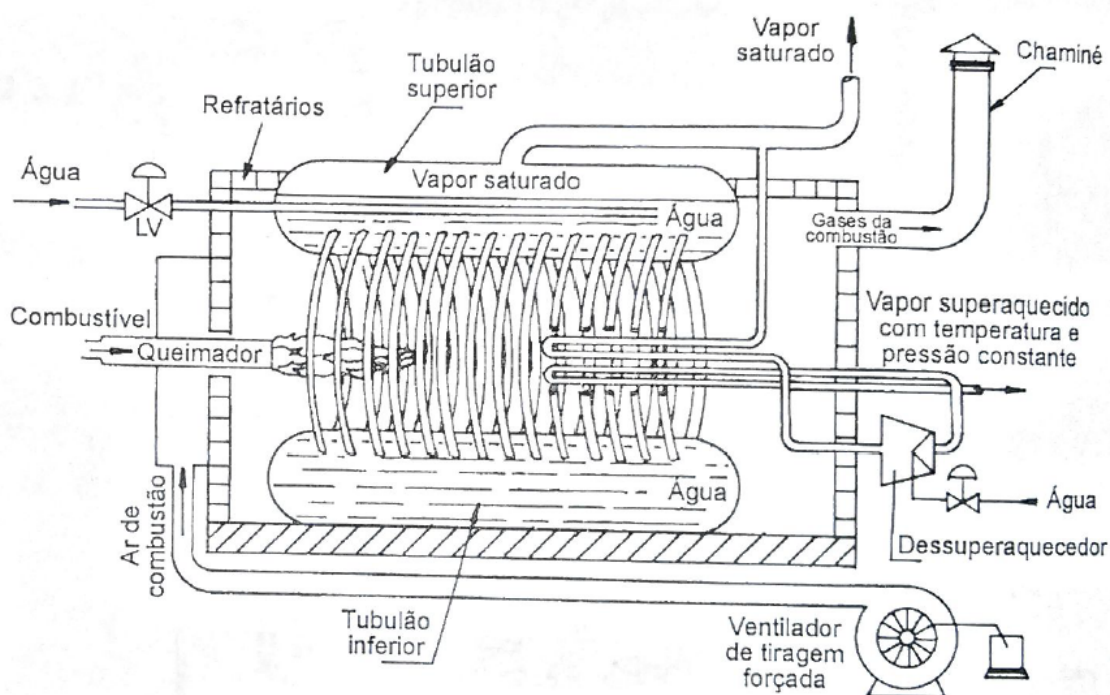 Vapor
saturado
Chaminé
Tubulão
superior
Refratários
Água
LV
Vapor saturado
Água
Gases da
combustão
Combustível
Queimador
Vapor superaquecido
com temperatura e
pressão constante
Água
Água
Dessuperaquecedor
Ar de
combustão
Tubulão
inferior
Ventilador
de tiragem
forçada